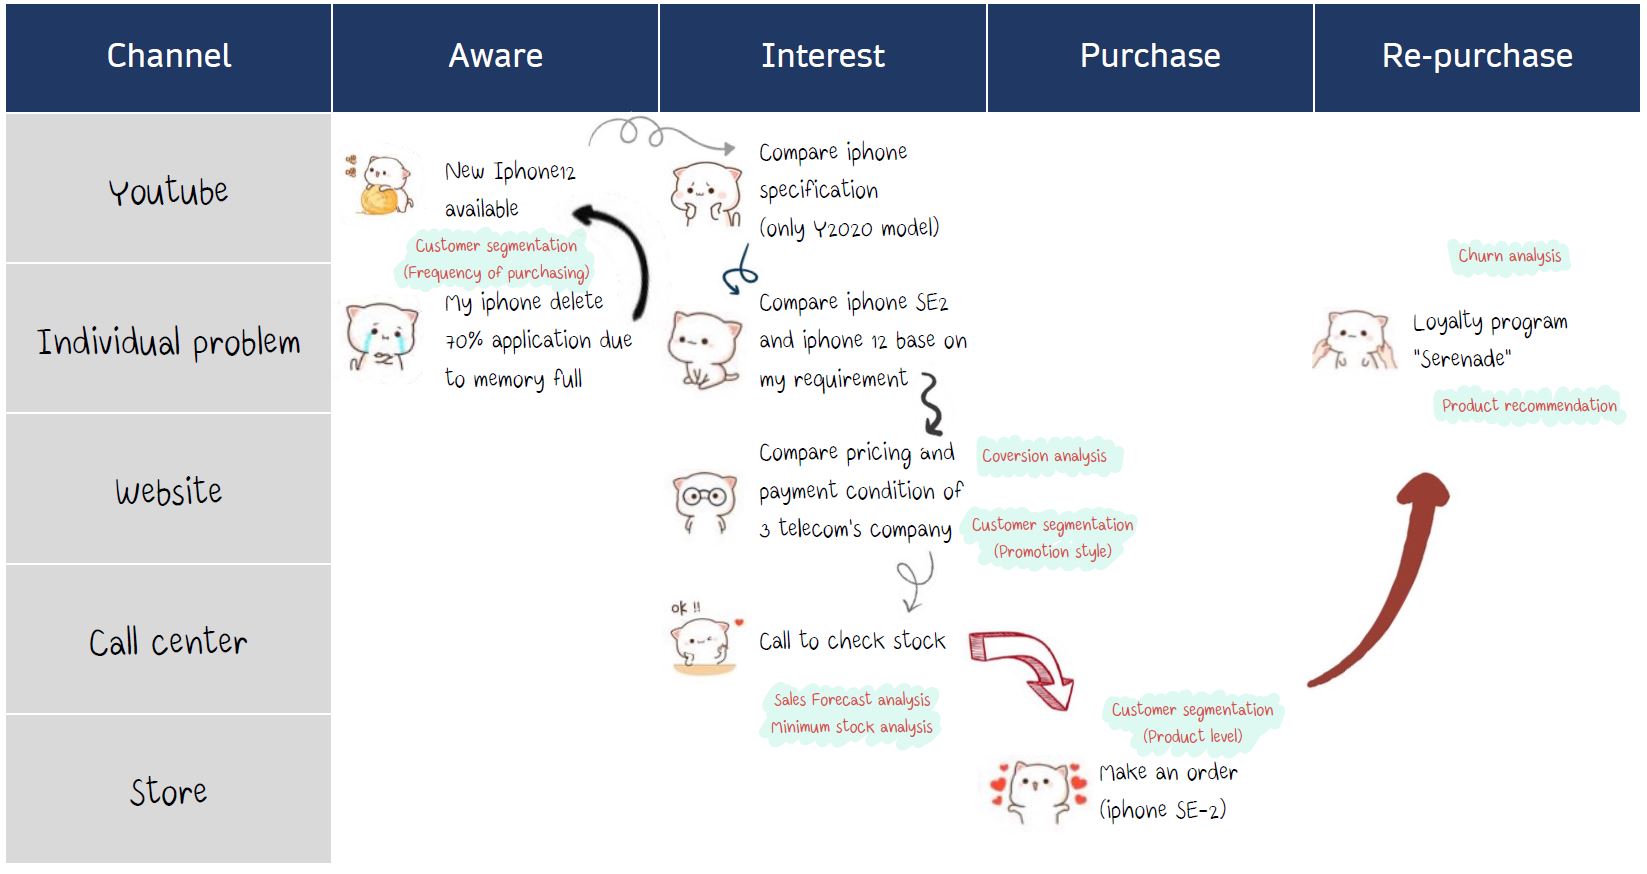 Channel
Aware
Interest
Purchase
Re-purchase
Youtube
New Iphone12
available
Customer segmentation
(Frequency of purchasing)
Compare iphone
specification
(only Y2020 model)
Individual problem
My iphone delete
70% application due
to memory full
Compare iphone SE2
and iphone 12 base on
my requirement
Churn analysis
Loyalty program
"Serenade"
Product recommendation
Website
Compare pricing and
payment condition of
3 telecom's company
Coversion analysis
Customer segmentation
(Promotion style)
Call center
ok !!
Call to check stock
Sales Forecast analysis
Minimum stock analysis
Store
Customer segmentation
(Product level)
Make an order
(iphone SE-2)